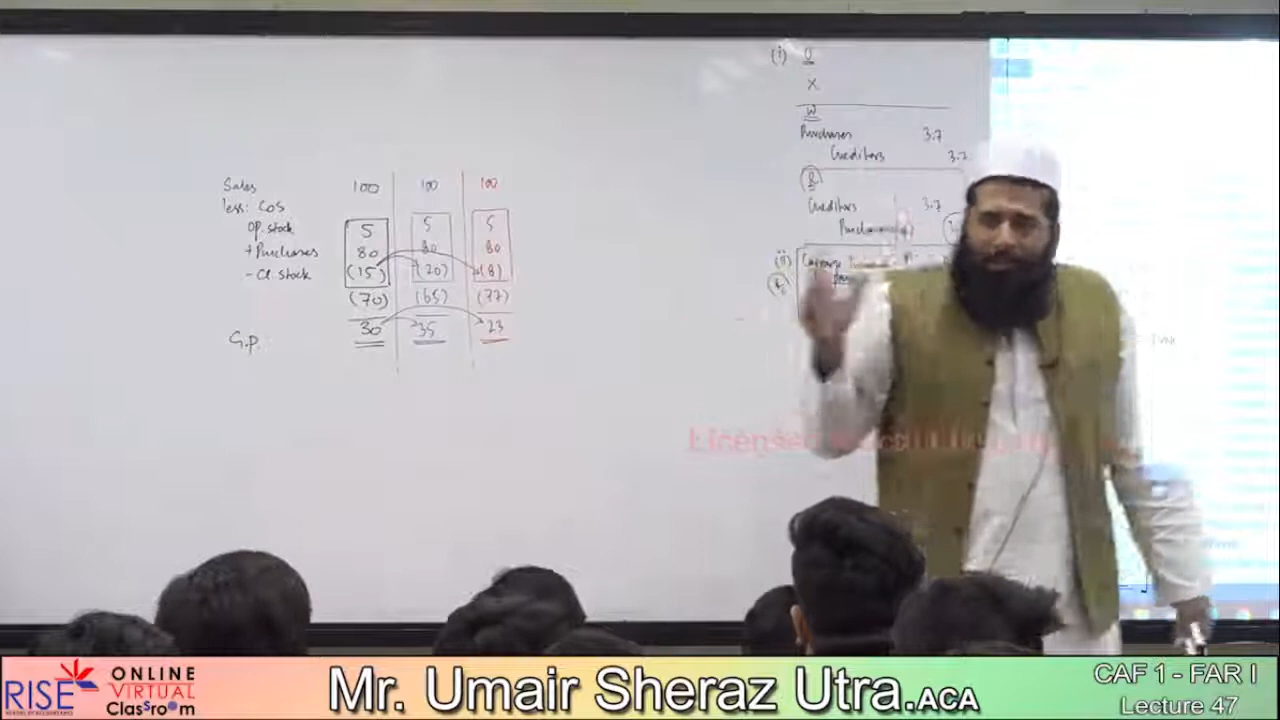 Sales 100 100 100
less: COS
Op. stock 5 5 5
+ Purchases 80 80 80
- Cl. stock (15) (20) (8)
(70) (65) (77)
G.p. 30 35 23
(i) O
X
W
Purchases 3.7
Creditors 3.7
R
Creditors 3.7
(ii)
Licensed
RISE
ONLINE
VIRTUAL
Classroom
Mr. Umair Sheraz Utra.ACA
CAF 1 - FAR I
Lecture 47